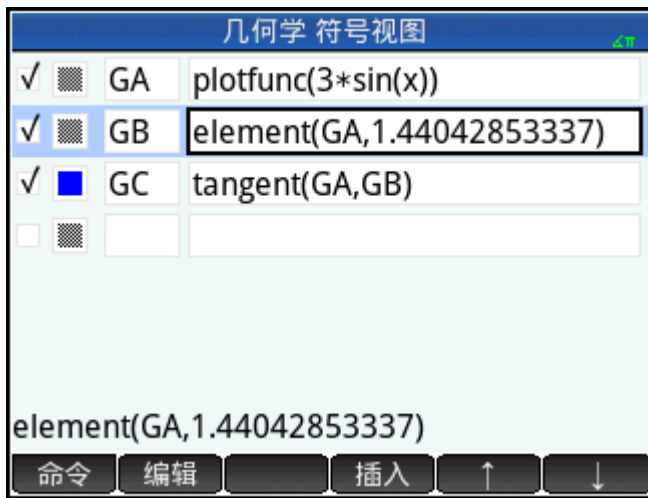 几何学 符号视图
∡π
√ GA plotfunc(3*sin(x))
√ GB element(GA,1.44042853337)
√ GC tangent(GA,GB)
element(GA,1.44042853337)
命令 编辑 插入 ↑ ↓